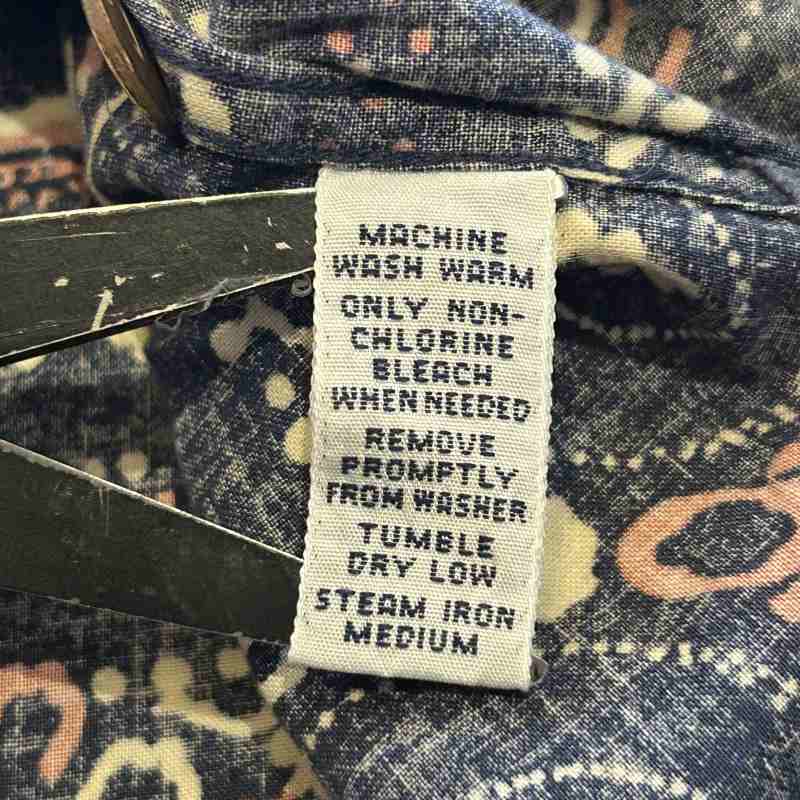 MACHINE
WASH WARM
ONLY NON-
CHLORINE
BLEACH
WHEN NEEDED
REMOVE
PROMPTLY
FROM WASHER
TUMBLE
DRY LOW
STEAM IRON
MEDIUM